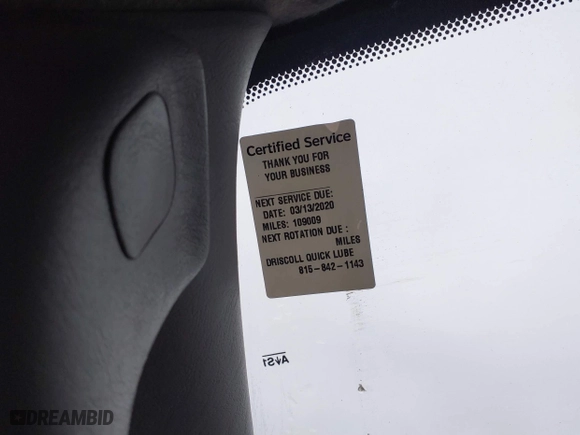 Certified Service
THANK YOU FOR
YOUR BUSINESS
NEXT SERVICE DUE:
DATE: 03/13/2020
MILES: 109009
NEXT ROTATION DUE :
MILES
DRISCOLL QUICK LUBE
815-842-1143
AS1
DREAMBID